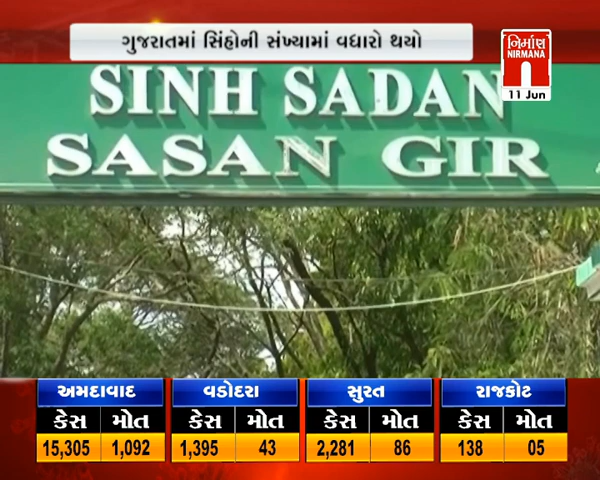 ગુજરાતમાં સિંહોની સંખ્યામાં વધારો થયો
નિર્માણ
NIRMANA
11 Jun
SINH SADAN
SASAN GIR
અમદાવાદ વડોદરા સુરત રાજકોટ
કેસ મોત કેસ મોત કેસ મોત કેસ મોત
15,305 1,092 1,395 43 2,281 86 138 05